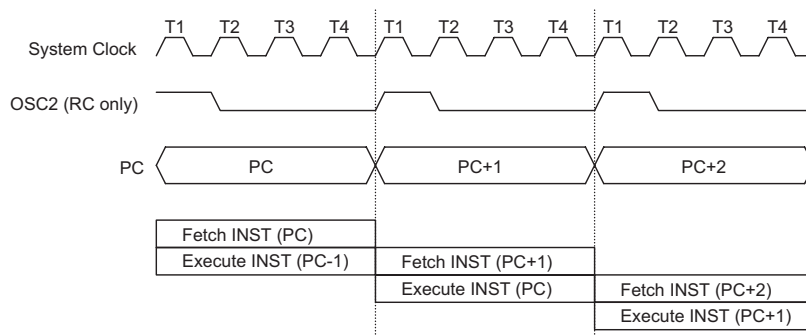 T1 T2 T3 T4 T1 T2 T3 T4 T1 T2 T3 T4
System Clock
OSC2 (RC only)
PC PC PC+1 PC+2
Fetch INST (PC)
Execute INST (PC-1) Fetch INST (PC+1)
Execute INST (PC) Fetch INST (PC+2)
Execute INST (PC+1)